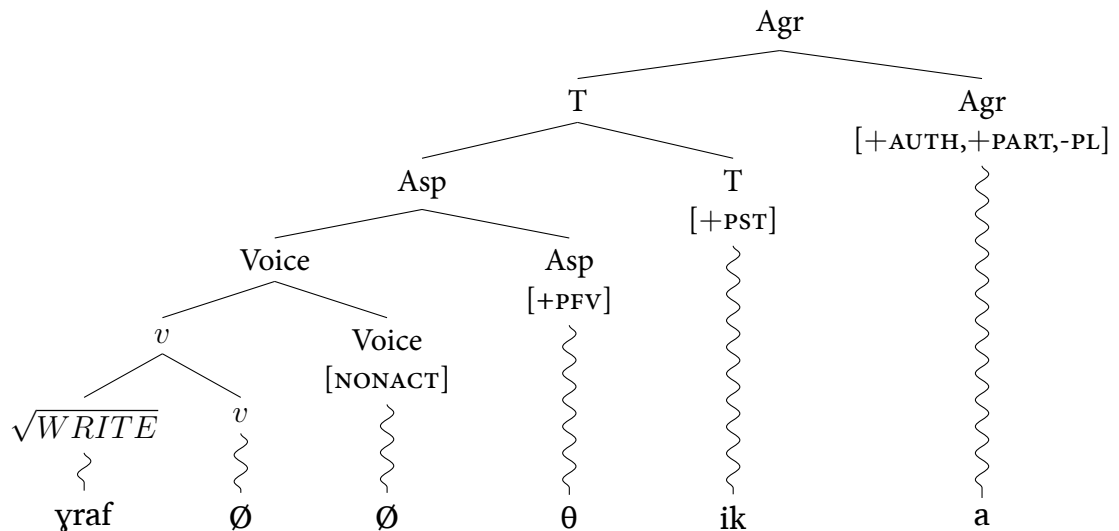 Agr
T Agr
[+AUTH,+PART,-PL]
Asp T
[+PST]
Voice Asp
[+PFV]
v Voice
[NONACT]
√WRITE v
ɣraf Ø Ø θ ik a